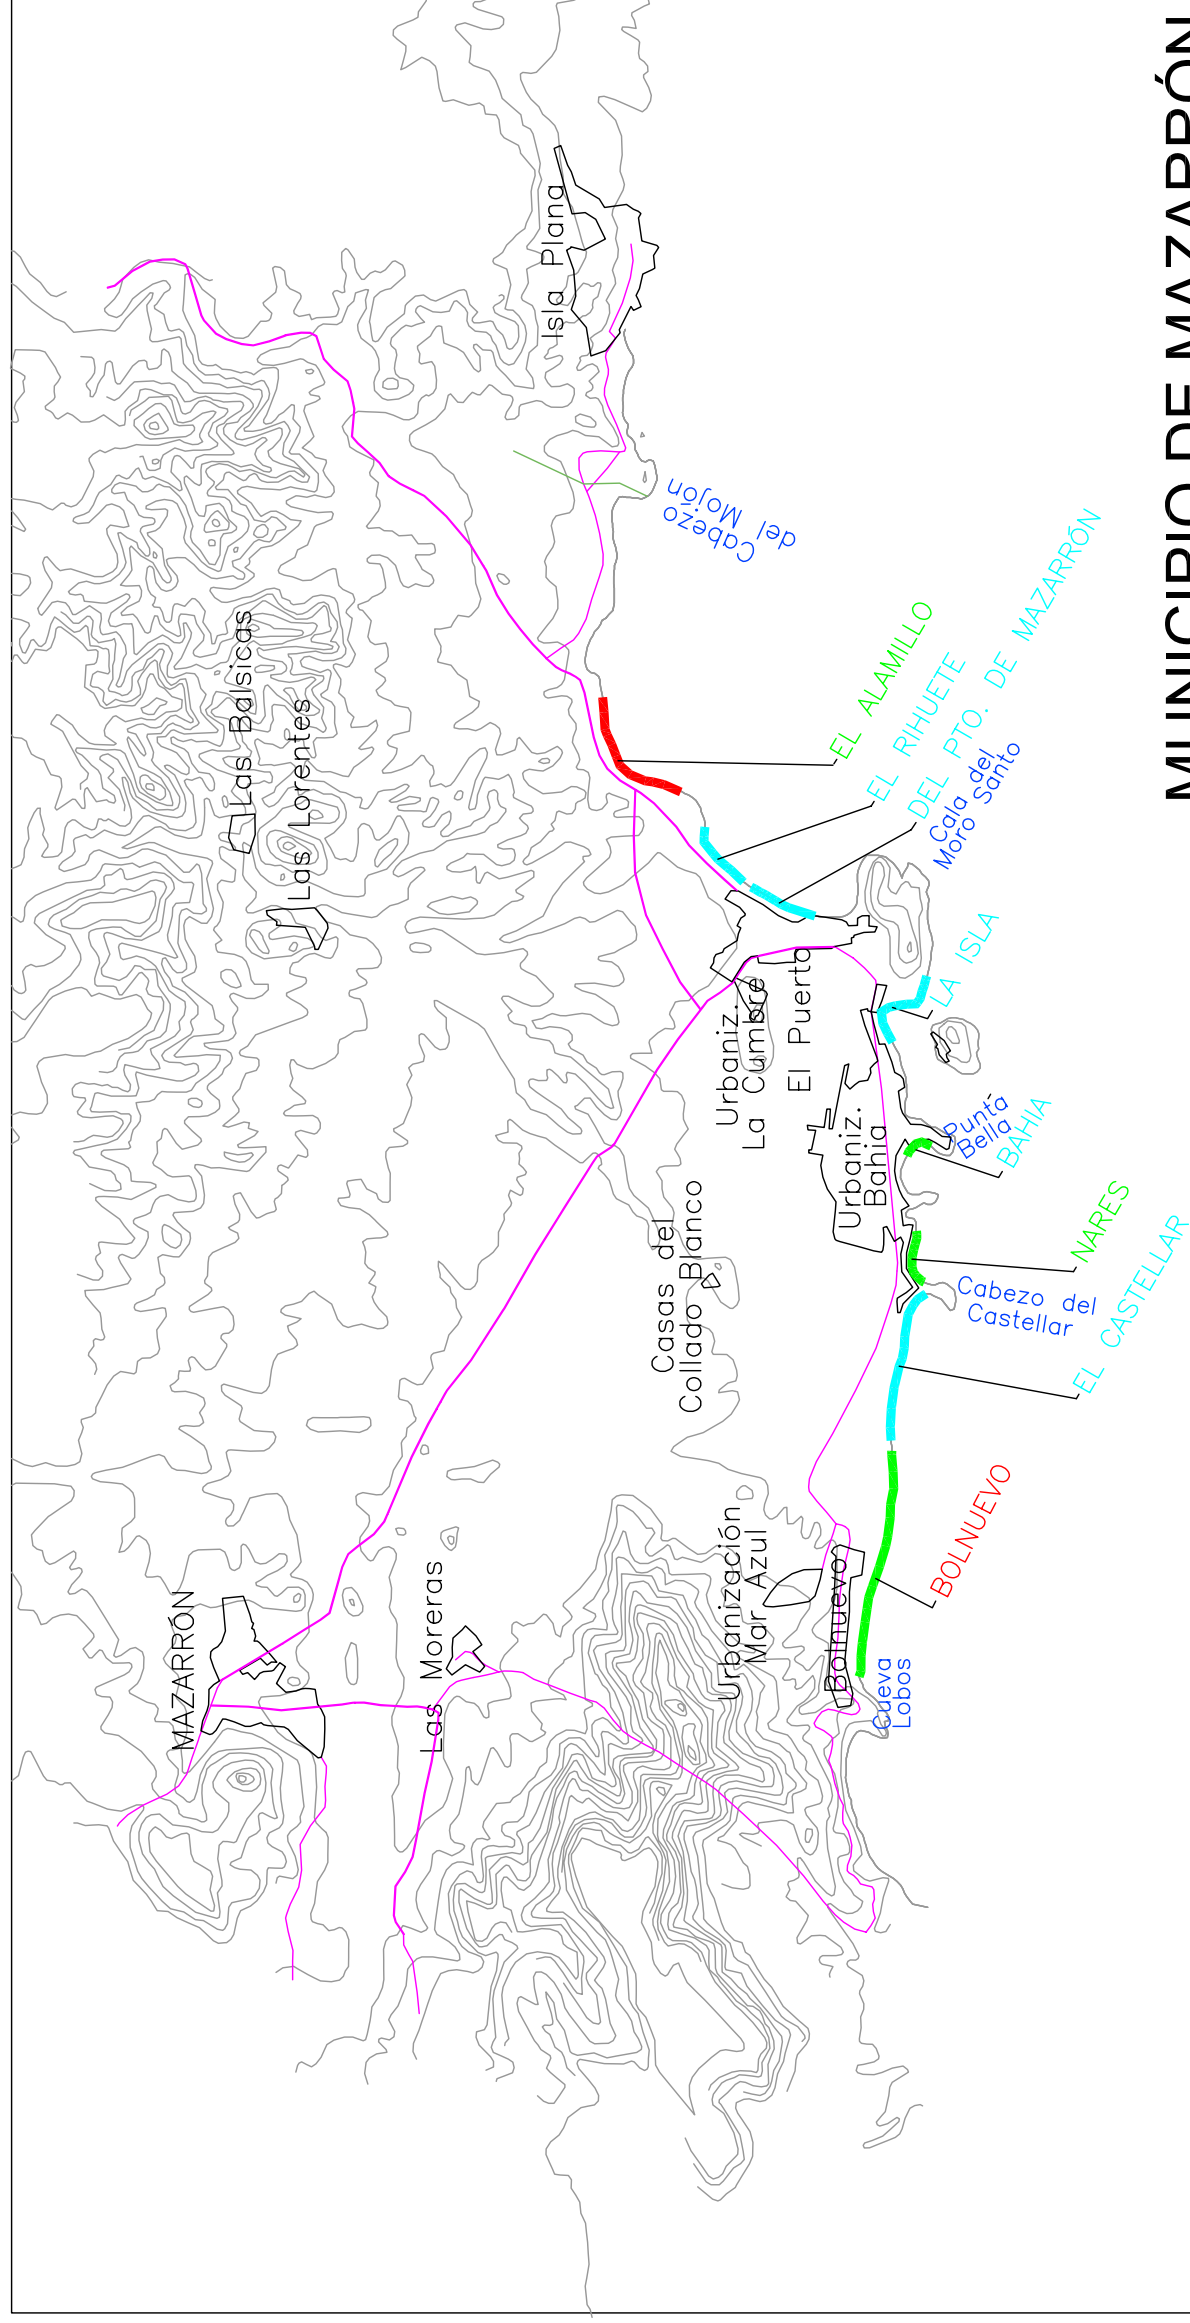 MUNICIPIO DE MAZARRÓN
Isla Plana
Cabezo
del Mojón
Las Balsicas
Las Lorentes
EL ALAMILLO
EL RIHUETE
DEL PTO. DE MAZARRÓN
Cala del
Moro Santo
LA ISLA
Urbaniz.
La Cumbre
El Puerto
Urbaniz.
Bahia
Punta
Bella
BAHIA
NARES
Casas del
Collado Blanco
Cabezo del
Castellar
EL CASTELLAR
BOLNUEVO
Urbanización
Mar Azul
Bolnuevo
Cueva
Lobos
MAZARRÓN
Las Moreras